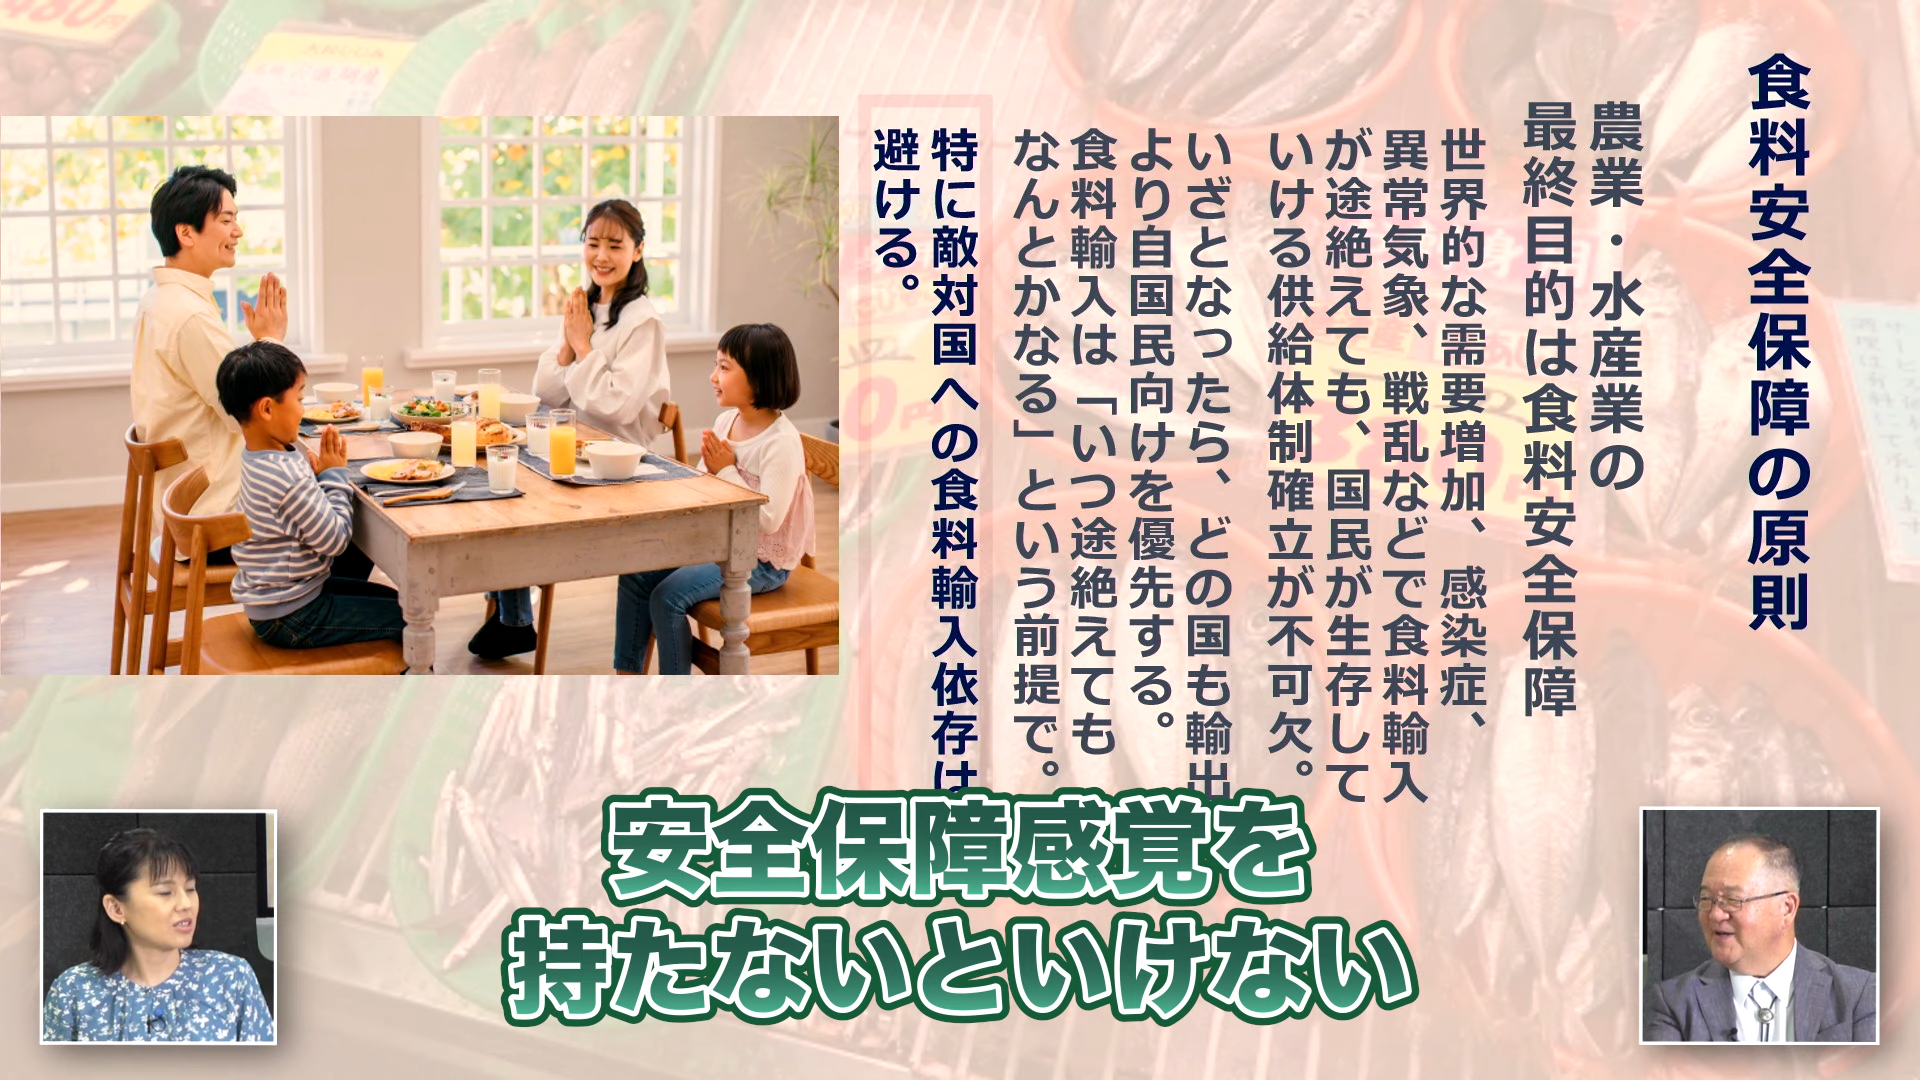 食料安全保障の原則
農業・水産業の
最終目的は食料安全保障
世界的な需要増加、感染症、
異常気象、戦乱などで食料輸入
が途絶えても、国民が生存して
いける供給体制確立が不可欠。
いざとなったら、どの国も輸出
より自国民向けを優先する。
食料輸入は「いつ途絶えても
なんとかなる」という前提で。
特に敵対国への食料輸入依存は
避ける。
安全保障感覚を
持たないといけない